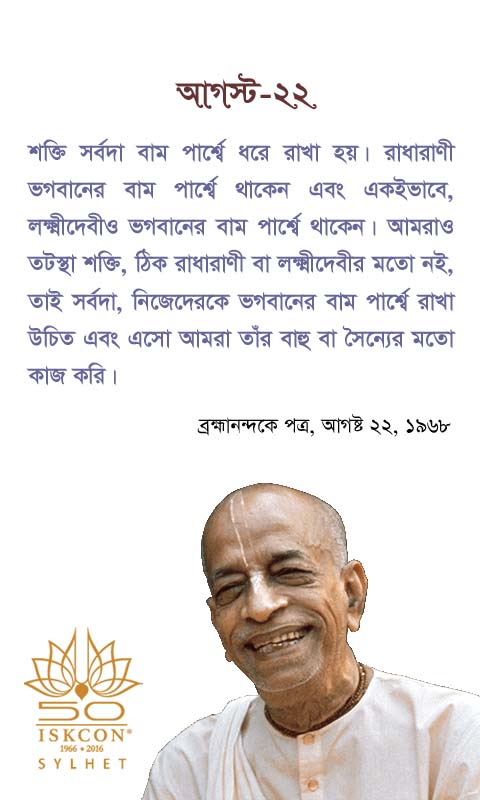 আগস্ট-২২
শক্তি সর্বদা বাম পার্শ্বে ধরে রাখা হয়। রাধারাণী
ভগবানের বাম পার্শ্বে থাকেন এবং একইভাবে,
লক্ষ্মীদেবীও ভগবানের বাম পার্শ্বে থাকেন। আমরাও
তটস্থা শক্তি, ঠিক রাধারাণী বা লক্ষ্মীদেবীর মতো নই,
তাই সর্বদা, নিজেদেরকে ভগবানের বাম পার্শ্বে রাখা
উচিত এবং এসো আমরা তাঁর বাহু বা সৈন্যের মতো
কাজ করি।
ব্রহ্মানন্দকে পত্র, আগষ্ট ২২, ১৯৬৮
50
ISKCON®
1966 • 2016
SYLHET